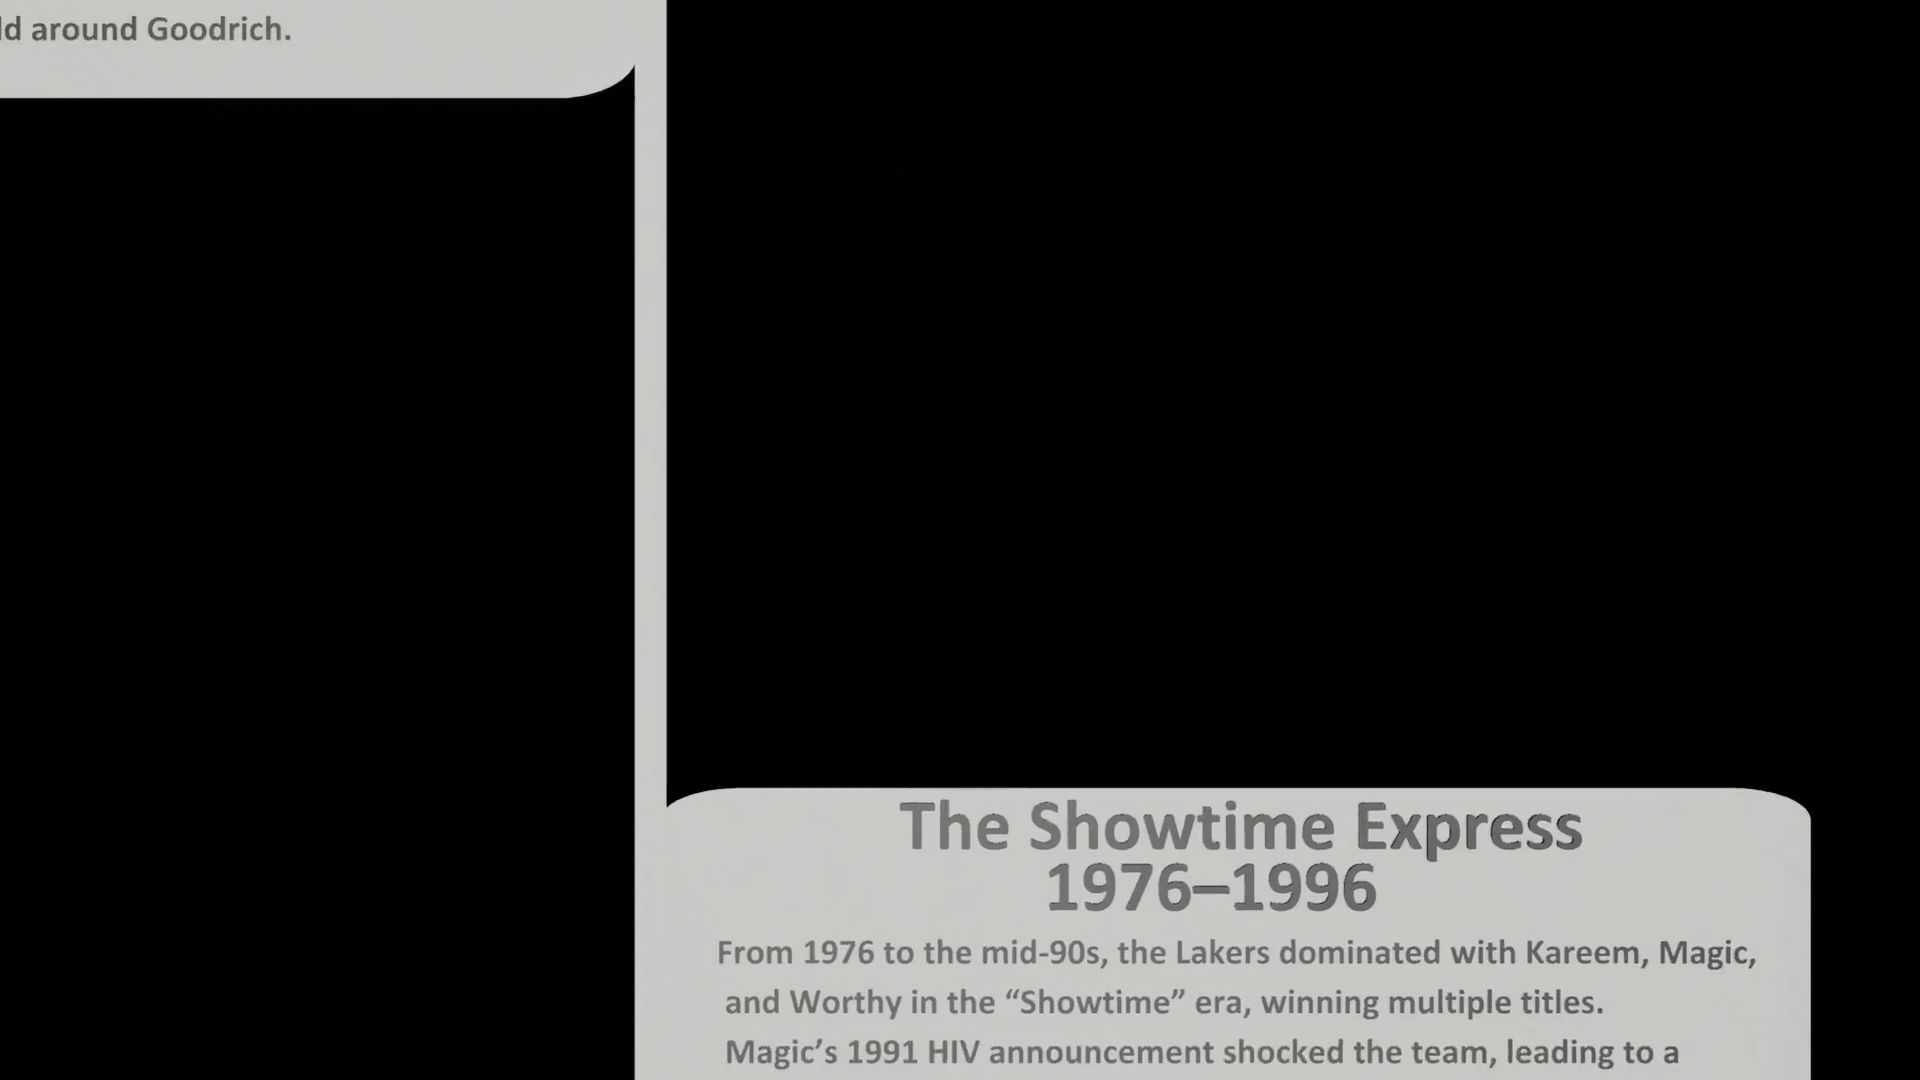 ld around Goodrich.
The Showtime Express
1976–1996
From 1976 to the mid-90s, the Lakers dominated with Kareem, Magic,
and Worthy in the “Showtime” era, winning multiple titles.
Magic’s 1991 HIV announcement shocked the team, leading to a